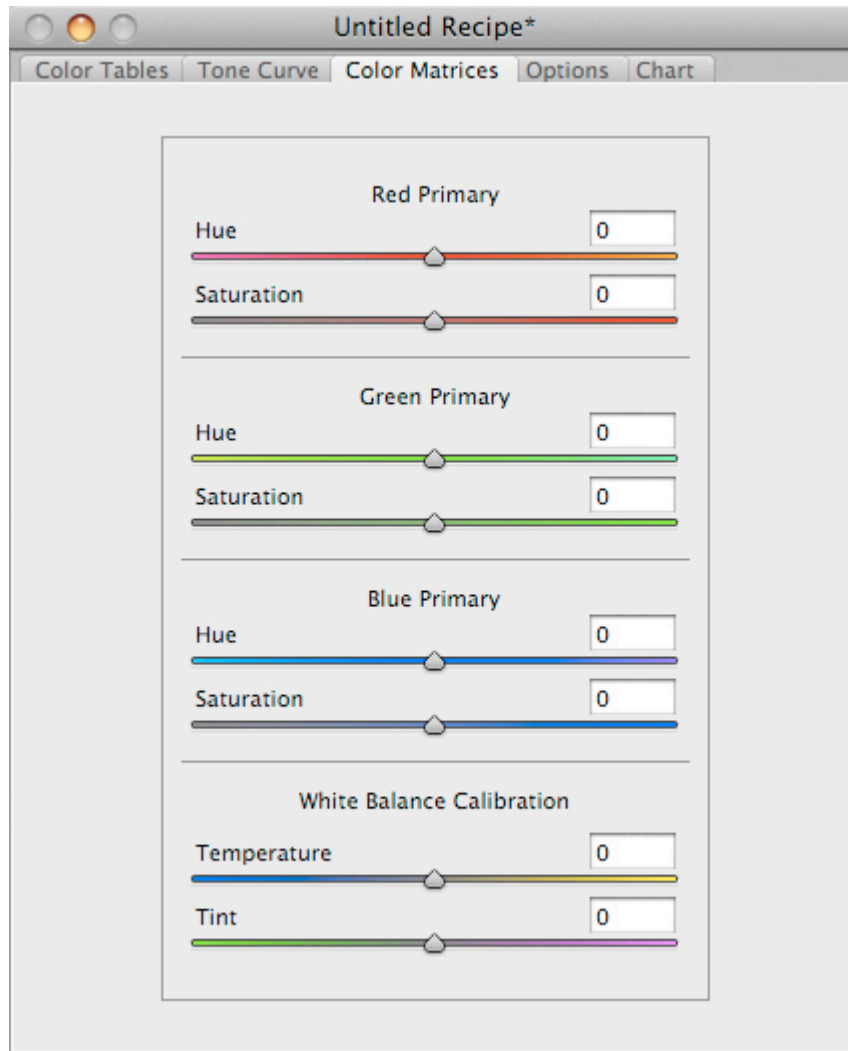 Untitled Recipe*
Color Tables Tone Curve Color Matrices Options Chart
Red Primary
Hue 0
Saturation 0
Green Primary
Hue 0
Saturation 0
Blue Primary
Hue 0
Saturation 0
White Balance Calibration
Temperature 0
Tint 0